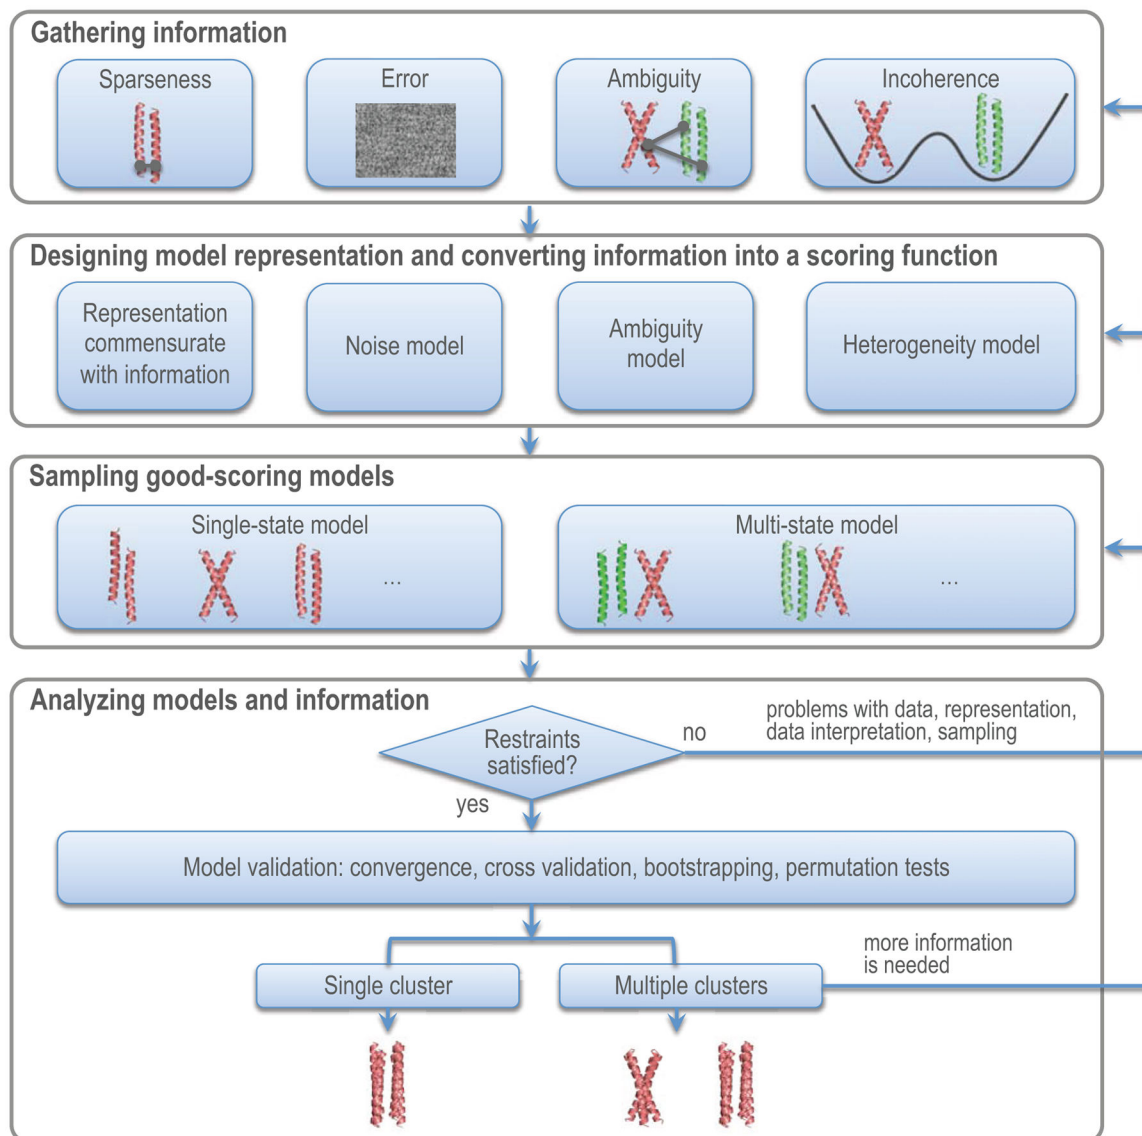 Gathering information
Sparseness
Error
Ambiguity
Incoherence
Designing model representation and converting information into a scoring function
Representation
commensurate
with information
Noise model
Ambiguity
model
Heterogeneity model
Sampling good-scoring models
Single-state model
...
Multi-state model
...
Analyzing models and information
Restraints
satisfied?
no
problems with data, representation,
data interpretation, sampling
yes
Model validation: convergence, cross validation, bootstrapping, permutation tests
more information
is needed
Single cluster
Multiple clusters